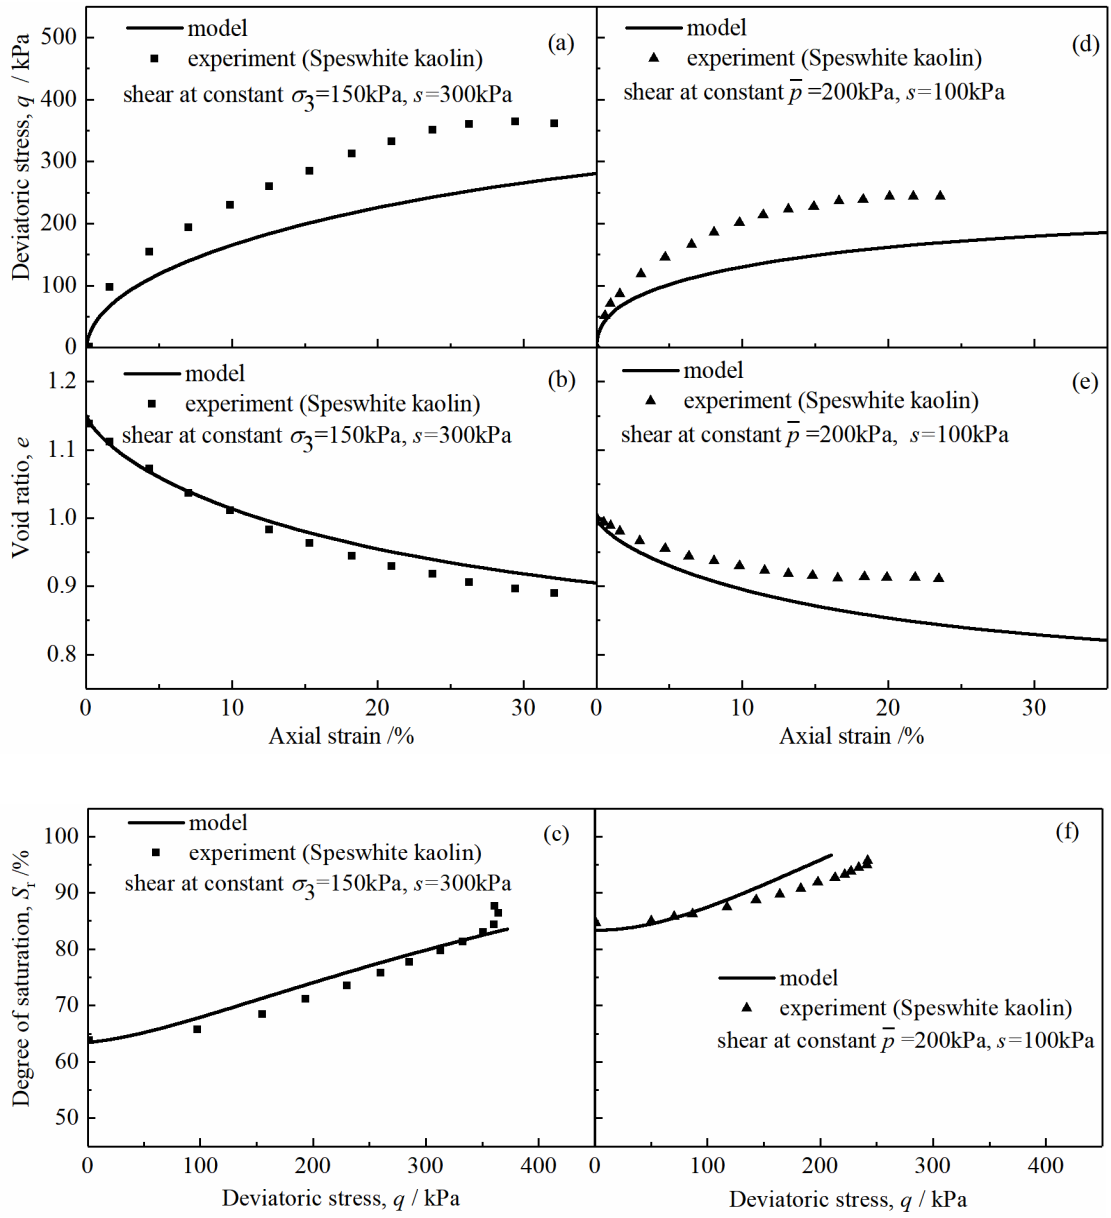 model
experiment (Speswhite kaolin)
shear at constant σ3=150kPa, s=300kPa
(a)
Deviatoric stress, q / kPa
500
400
300
200
100
0
model
experiment (Speswhite kaolin)
shear at constant p̅ =200kPa, s=100kPa
(d)
model
experiment (Speswhite kaolin)
shear at constant σ3=150kPa, s=300kPa
(b)
Void ratio, e
1.2
1.1
1.0
0.9
0.8
0
10
20
30
Axial strain /%
model
experiment (Speswhite kaolin)
shear at constant p̅ =200kPa, s=100kPa
(e)
0
10
20
30
Axial strain /%
model
experiment (Speswhite kaolin)
shear at constant σ3=150kPa, s=300kPa
(c)
Degree of saturation, Sr /%
100
90
80
70
60
50
0
100
200
300
400
Deviatoric stress, q / kPa
(f)
model
experiment (Speswhite kaolin)
shear at constant p̅ =200kPa, s=100kPa
0
100
200
300
400
Deviatoric stress, q / kPa